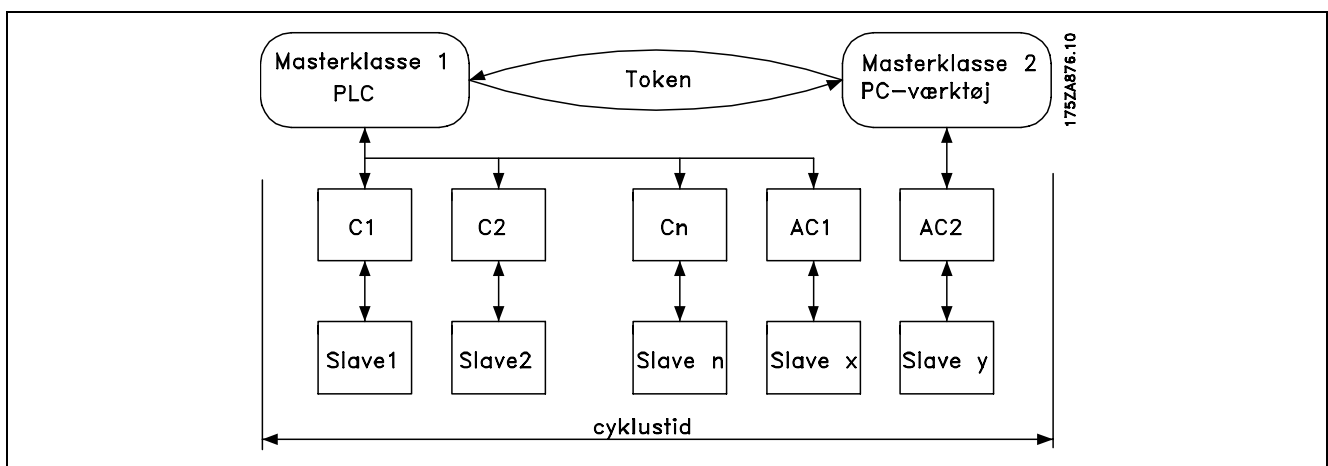 Masterklasse 1
PLC
Token
Masterklasse 2
PC-værktøj
175ZA876.10
C1
C2
Cn
AC1
AC2
Slave1
Slave2
Slave n
Slave x
Slave y
cyklustid